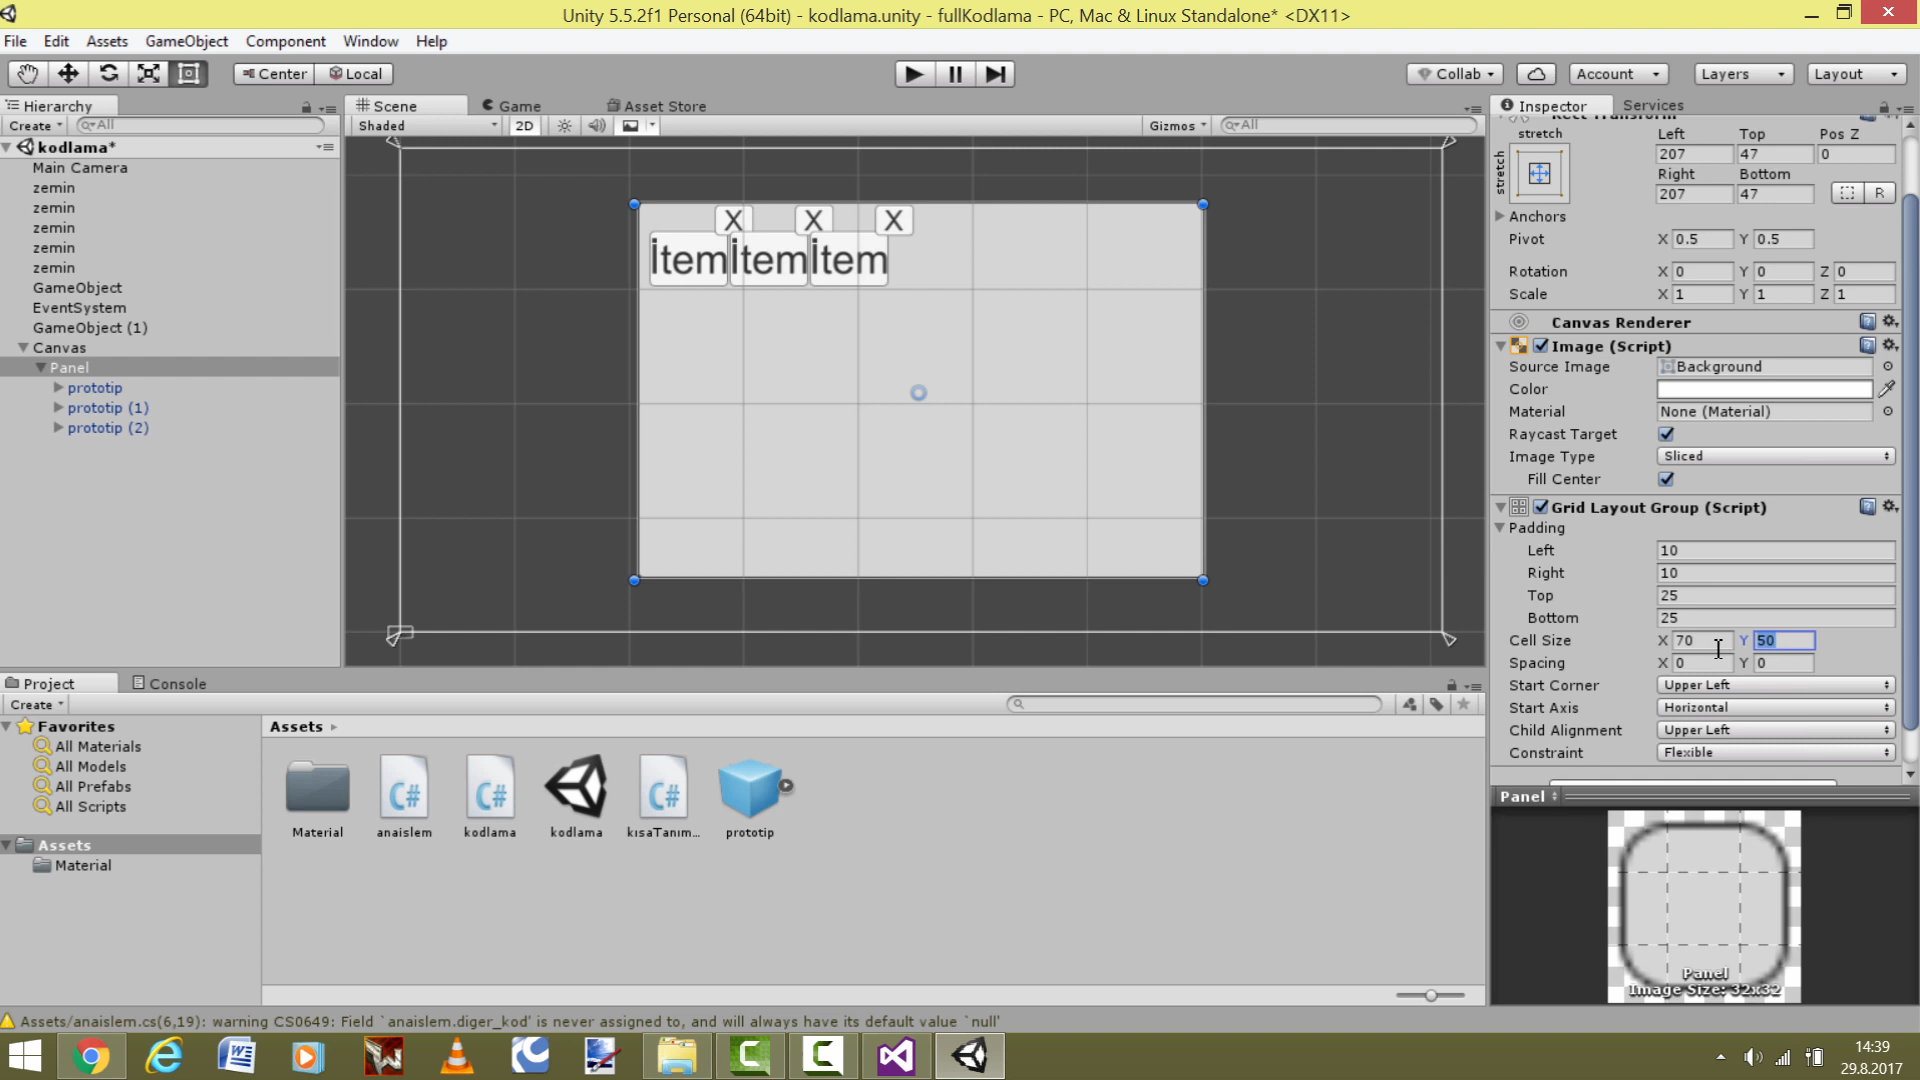 Unity 5.5.2f1 Personal (64bit) - kodlama.unity - fullKodlama - PC, Mac & Linux Standalone* <DX11>
File Edit Assets GameObject Component Window Help
Center Local Collab Account Layers Layout
Hierarchy
Create All
kodlama*
Main Camera
zemin
zemin
zemin
zemin
zemin
GameObject
EventSystem
GameObject (1)
Canvas
Panel
prototip
prototip (1)
prototip (2)
Scene Game Asset Store
Shaded 2D Gizmos All
X X X
İtem İtem İtem
Inspector Services
Rect Transform
stretch
stretch
Left Top Pos Z
207 47 0
Right Bottom
207 47 R
Anchors
Pivot X 0.5 Y 0.5
Rotation X 0 Y 0 Z 0
Scale X 1 Y 1 Z 1
Canvas Renderer
Image (Script)
Source Image Background
Color
Material None (Material)
Raycast Target
Image Type Sliced
Fill Center
Grid Layout Group (Script)
Padding
Left 10
Right 10
Top 25
Bottom 25
Cell Size X 70 Y 50
Spacing X 0 Y 0
Start Corner Upper Left
Start Axis Horizontal
Child Alignment Upper Left
Constraint Flexible
Panel
Panel
Image Size: 32x32
Project Console
Create
Favorites
All Materials
All Models
All Prefabs
All Scripts
Assets
Material
Assets
Material
anaislem
kodlama
kodlama
kısaTanım...
prototip
C# C# C#
Assets/anaislem.cs(6,19): warning CS0649: Field `anaislem.diger_kod' is never assigned to, and will always have its default value `null'
14:39
29.8.2017